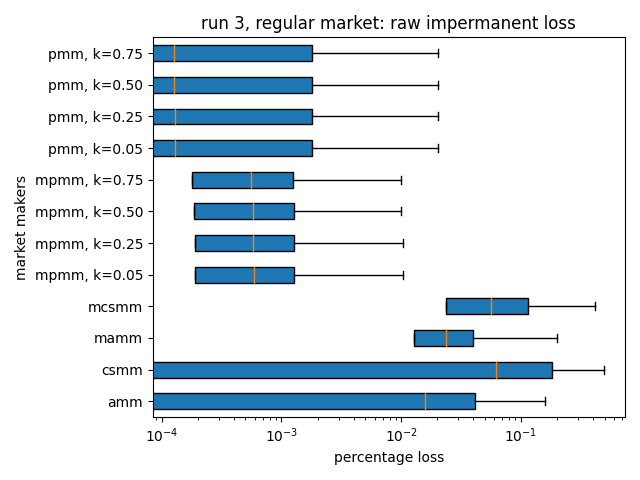 run 3, regular market: raw impermanent loss
market makers
pmm, k=0.75
pmm, k=0.50
pmm, k=0.25
pmm, k=0.05
mpmm, k=0.75
mpmm, k=0.50
mpmm, k=0.25
mpmm, k=0.05
mcsmm
mamm
csmm
amm
10⁻⁴ 10⁻³ 10⁻² 10⁻¹
percentage loss